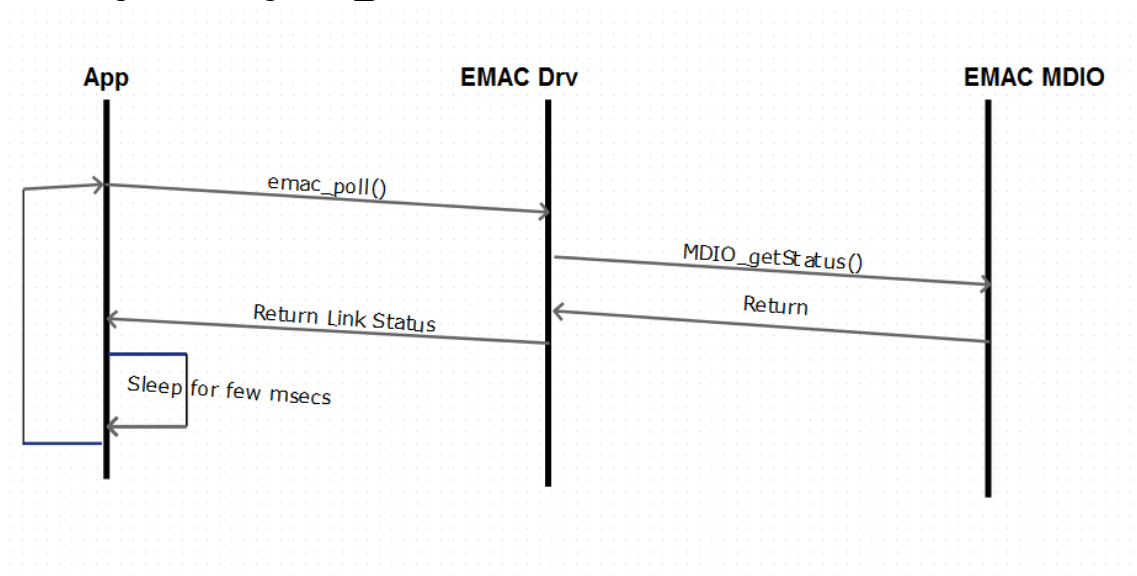 App
EMAC Drv
EMAC MDIO
emac_poll()
MDIO_getStatus()
Return
Return Link Status
Sleep for few msecs